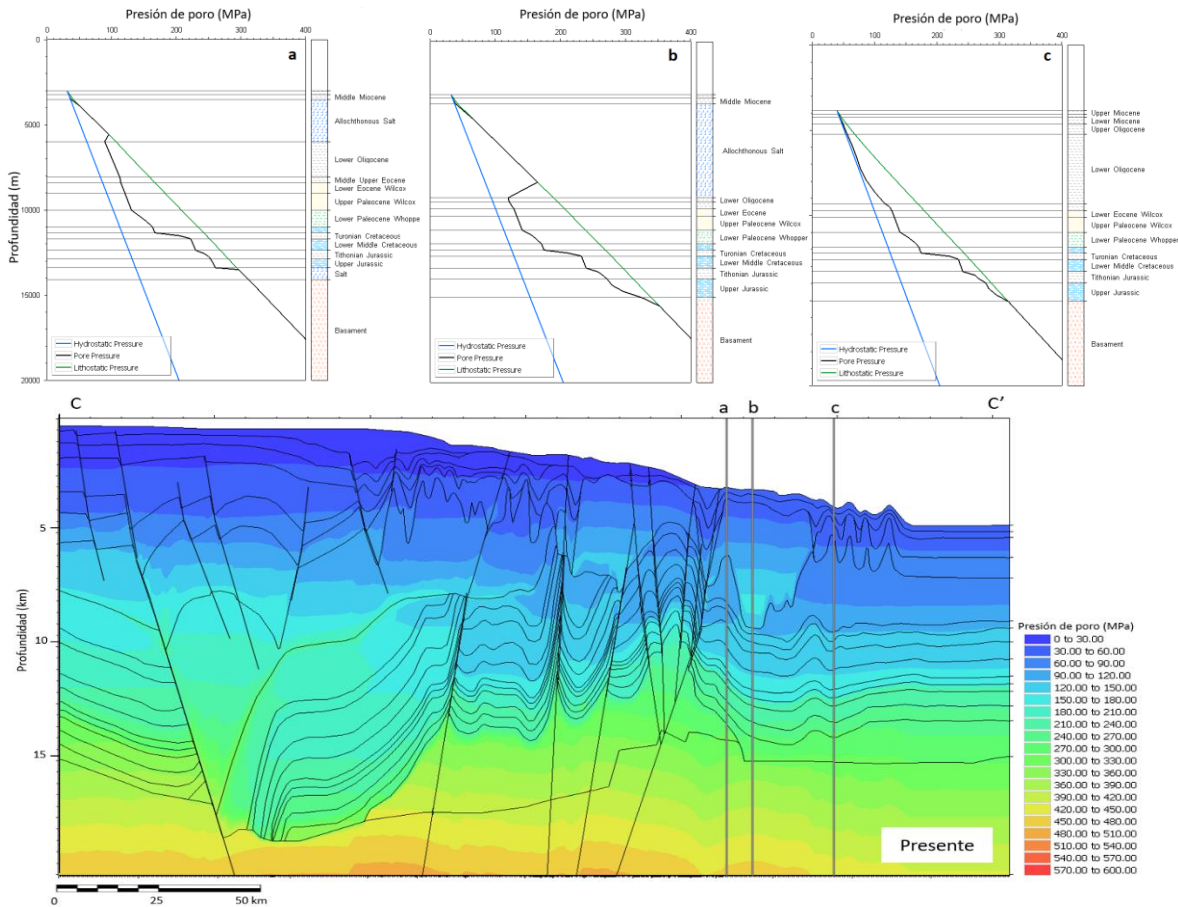 Presión de poro (MPa)
0 100 200 300 400
a
0
5000
10000
15000
20000
Profundidad (m)
Middle Miocene
Allochthonous Salt
Lower Oligocene
Middle Upper Eocene
Lower Eocene Wilcox
Upper Paleocene Wilcox
Lower Paleocene Whoppe
Turonian Cretaceous
Lower Middle Cretaceous
Tithonian Jurassic
Upper Jurassic
Salt
Basament
Hydrostatic Pressure
Pore Pressure
Lithostatic Pressure
Presión de poro (MPa)
0 100 200 300 400
b
Middle Miocene
Allochthonous Salt
Lower Oligocene
Lower Eocene
Upper Paleocene Wilcox
Lower Paleocene Whopper
Turonian Cretaceous
Lower Middle Cretaceous
Tithonian Jurassic
Upper Jurassic
Basament
Hydrostatic Pressure
Pore Pressure
Lithostatic Pressure
Presión de poro (MPa)
0 100 200 300 400
c
Upper Miocene
Lower Miocene
Upper Oligocene
Lower Oligocene
Lower Eocene Wilcox
Upper Paleocene Wilcox
Lower Paleocene Whopper
Turonian Cretaceous
Lower Middle Cretaceous
Tithonian Jurassic
Upper Jurassic
Basament
Hydrostatic Pressure
Pore Pressure
Lithostatic Pressure
C a b c C'
5
10
15
Profundidad (km)
Presente
0 25 50 km
Presión de poro (MPa)
0 to 30.00
30.00 to 60.00
60.00 to 90.00
90.00 to 120.00
120.00 to 150.00
150.00 to 180.00
180.00 to 210.00
210.00 to 240.00
240.00 to 270.00
270.00 to 300.00
300.00 to 330.00
330.00 to 360.00
360.00 to 390.00
390.00 to 420.00
420.00 to 450.00
450.00 to 480.00
480.00 to 510.00
510.00 to 540.00
540.00 to 570.00
570.00 to 600.00